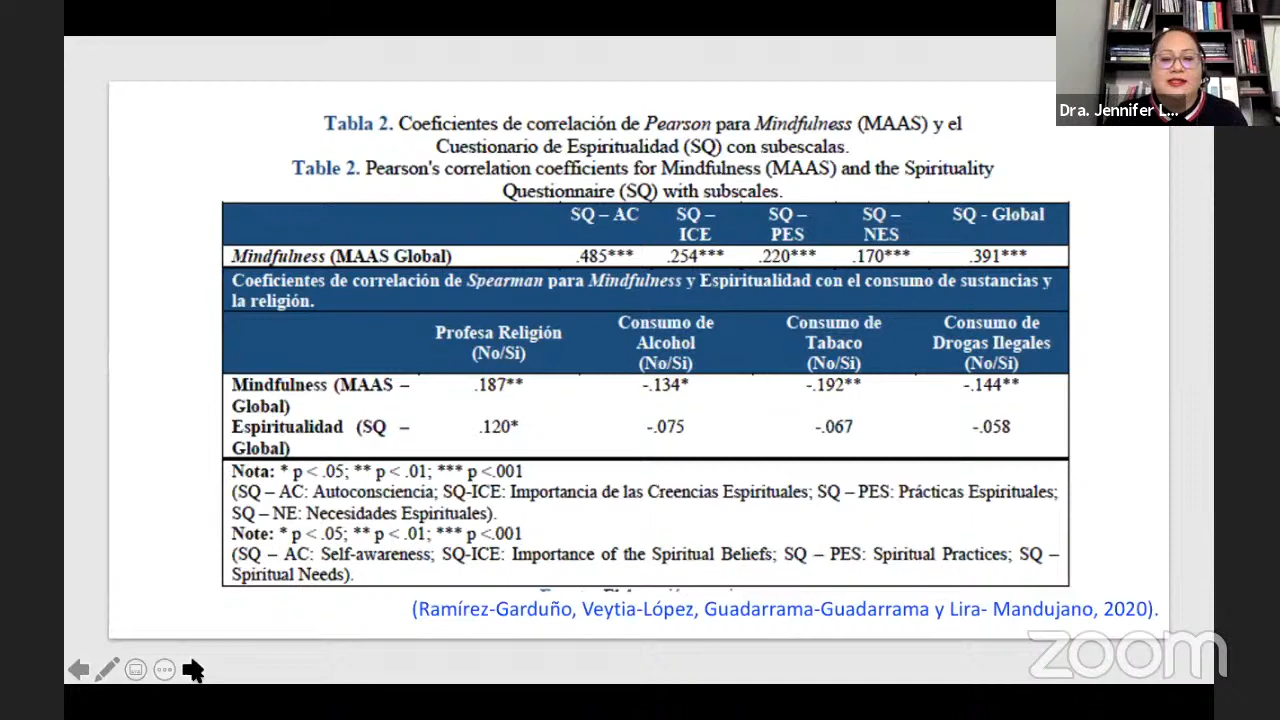 Dra. Jennifer L...
Tabla 2. Coeficientes de correlación de Pearson para Mindfulness (MAAS) y el
Cuestionario de Espiritualidad (SQ) con subescalas.
Table 2. Pearson's correlation coefficients for Mindfulness (MAAS) and the Spirituality
Questionnaire (SQ) with subscales.
SQ – AC SQ – ICE SQ – PES SQ – NES SQ - Global
Mindfulness (MAAS Global) .485*** .254*** .220*** .170*** .391***
Coeficientes de correlación de Spearman para Mindfulness y Espiritualidad con el consumo de sustancias y
la religión.
Profesa Religión (No/Si) Consumo de Alcohol (No/Si) Consumo de Tabaco (No/Si) Consumo de Drogas Ilegales (No/Si)
Mindfulness (MAAS – Global) .187** -.134* -.192** -.144**
Espiritualidad (SQ – Global) .120* -.075 -.067 -.058
Nota: * p < .05; ** p < .01; *** p <.001
(SQ – AC: Autoconsciencia; SQ-ICE: Importancia de las Creencias Espirituales; SQ – PES: Prácticas Espirituales;
SQ – NE: Necesidades Espirituales).
Note: * p < .05; ** p < .01; *** p <.001
(SQ – AC: Self-awareness; SQ-ICE: Importance of the Spiritual Beliefs; SQ – PES: Spiritual Practices; SQ –
Spiritual Needs).
(Ramírez-Garduño, Veytia-López, Guadarrama-Guadarrama y Lira- Mandujano, 2020).
zoom